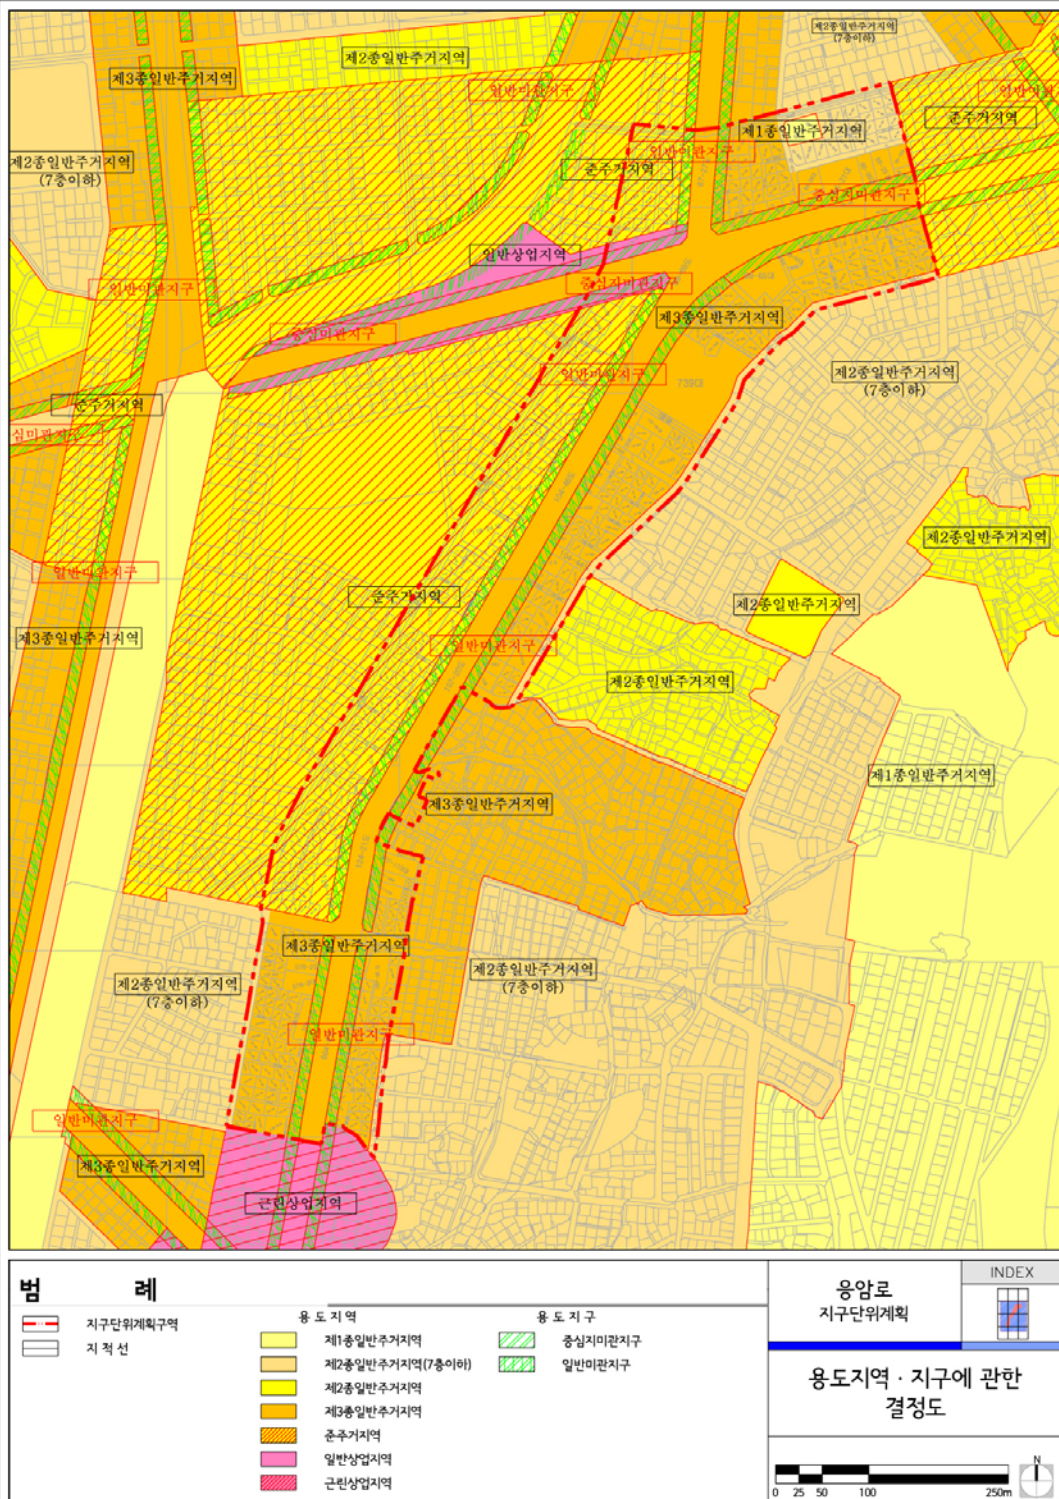 제2종일반주거지역
(7층이하)
제2종일반주거지역
제3종일반주거지역
일반미관지구
일반미관
준주거지역
제1종일반주거지역
일반미관지구
제2종일반주거지역
(7층이하)
준주거지역
중심지미관지구
일반상업지역
일반미관지구
중심지미관지구
제3종일반주거지역
중심미관지구
일반미관지구
제2종일반주거지역
(7층이하)
준주거지역
심미관지구
제2종일반주거지역
일반미관지구
준주거지역
제2종일반주거지역
제3종일반주거지역
일반미관지구
제2종일반주거지역
제1종일반주거지역
제3종일반주거지역
제3종일반주거지역
제2종일반주거지역
(7층이하)
제2종일반주거지역
(7층이하)
일반미관지구
일반미관지구
제3종일반주거지역
근린상업지역
범 례
지구단위계획구역
지적선
용도지역
제1종일반주거지역
제2종일반주거지역(7층이하)
제2종일반주거지역
제3종일반주거지역
준주거지역
일반상업지역
근린상업지역
용도지구
중심지미관지구
일반미관지구
응암로
지구단위계획
INDEX
용도지역 · 지구에 관한
결정도
N
0 25 50 100 250m